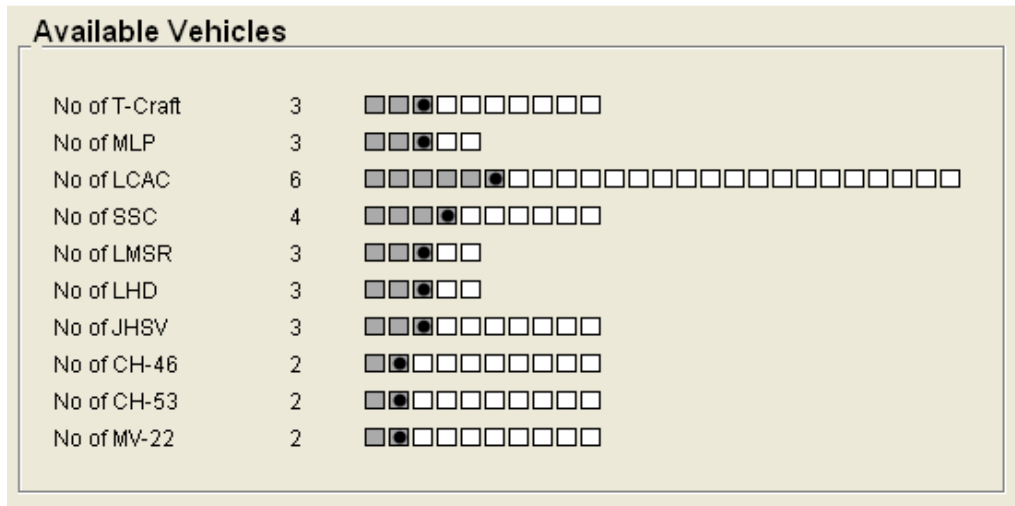 Available Vehicles
No of T-Craft 3
No of MLP 3
No of LCAC 6
No of SSC 4
No of LMSR 3
No of LHD 3
No of JHSV 3
No of CH-46 2
No of CH-53 2
No of MV-22 2